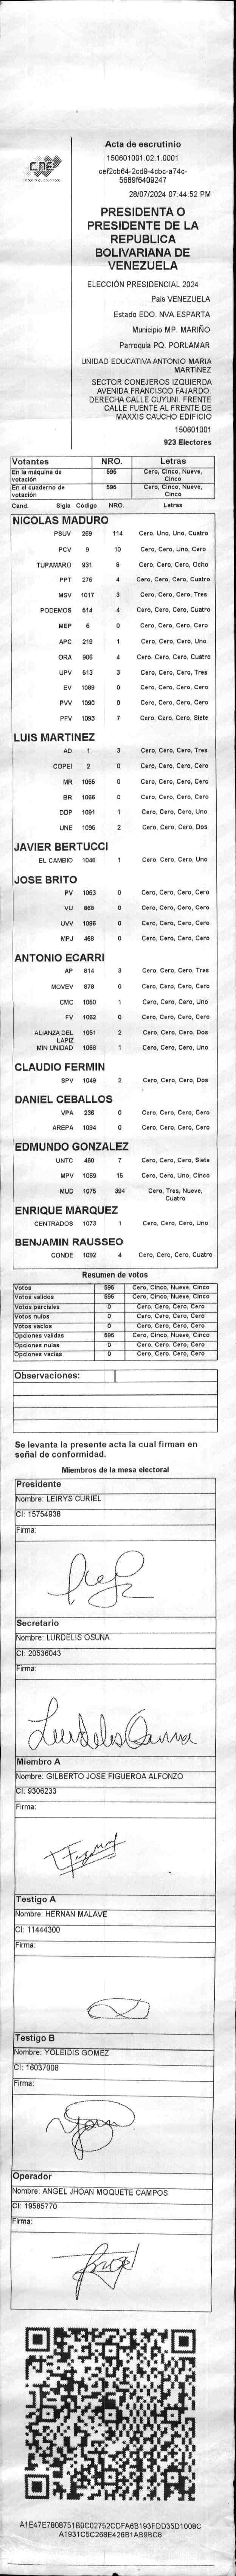 CNE
Acta de escrutinio
150601001.02.1.0001
cef2cb64-2cd9-4cbc-a74c-
5689f6409247
28/07/2024 07:44:52 PM
PRESIDENTA O
PRESIDENTE DE LA
REPUBLICA
BOLIVARIANA DE
VENEZUELA
ELECCIÓN PRESIDENCIAL 2024
País VENEZUELA
Estado EDO. NVA.ESPARTA
Municipio MP. MARIÑO
Parroquia PQ. PORLAMAR
UNIDAD EDUCATIVA ANTONIO MARIA
MARTÍNEZ
SECTOR CONEJEROS IZQUIERDA
AVENIDA FRANCISCO FAJARDO.
DERECHA CALLE CUYUNI. FRENTE
CALLE FUENTE AL FRENTE DE
MAXXIS CAUCHO EDIFICIO
150601001
923 Electores
Votantes NRO. Letras
En la máquina de votación 595 Cero, Cinco, Nueve, Cinco
En el cuaderno de votación 595 Cero, Cinco, Nueve, Cinco
Cand. Sigla Código NRO. Letras
NICOLAS MADURO
PSUV 269 114 Cero, Uno, Uno, Cuatro
PCV 9 10 Cero, Cero, Uno, Cero
TUPAMARO 931 8 Cero, Cero, Cero, Ocho
PPT 276 4 Cero, Cero, Cero, Cuatro
MSV 1017 3 Cero, Cero, Cero, Tres
PODEMOS 514 4 Cero, Cero, Cero, Cuatro
MEP 6 0 Cero, Cero, Cero, Cero
APC 219 1 Cero, Cero, Cero, Uno
ORA 906 4 Cero, Cero, Cero, Cuatro
UPV 513 3 Cero, Cero, Cero, Tres
EV 1089 0 Cero, Cero, Cero, Cero
PVV 1090 0 Cero, Cero, Cero, Cero
PFV 1093 7 Cero, Cero, Cero, Siete
LUIS MARTINEZ
AD 1 3 Cero, Cero, Cero, Tres
COPEI 2 0 Cero, Cero, Cero, Cero
MR 1065 0 Cero, Cero, Cero, Cero
BR 1066 0 Cero, Cero, Cero, Cero
DDP 1091 1 Cero, Cero, Cero, Uno
UNE 1095 2 Cero, Cero, Cero, Dos
JAVIER BERTUCCI
EL CAMBIO 1046 1 Cero, Cero, Cero, Uno
JOSE BRITO
PV 1053 0 Cero, Cero, Cero, Cero
VU 868 0 Cero, Cero, Cero, Cero
UVV 1096 0 Cero, Cero, Cero, Cero
MPJ 458 0 Cero, Cero, Cero, Cero
ANTONIO ECARRI
AP 814 3 Cero, Cero, Cero, Tres
MOVEV 878 0 Cero, Cero, Cero, Cero
CMC 1050 1 Cero, Cero, Cero, Uno
FV 1062 0 Cero, Cero, Cero, Cero
ALIANZA DEL LAPIZ 1051 2 Cero, Cero, Cero, Dos
MIN UNIDAD 1068 1 Cero, Cero, Cero, Uno
CLAUDIO FERMIN
SPV 1049 2 Cero, Cero, Cero, Dos
DANIEL CEBALLOS
VPA 236 0 Cero, Cero, Cero, Cero
AREPA 1094 0 Cero, Cero, Cero, Cero
EDMUNDO GONZALEZ
UNTC 460 7 Cero, Cero, Cero, Siete
MPV 1069 15 Cero, Cero, Uno, Cinco
MUD 1075 394 Cero, Tres, Nueve, Cuatro
ENRIQUE MARQUEZ
CENTRADOS 1073 1 Cero, Cero, Cero, Uno
BENJAMIN RAUSSEO
CONDE 1092 4 Cero, Cero, Cero, Cuatro
Resumen de votos
Votos 595 Cero, Cinco, Nueve, Cinco
Votos validos 595 Cero, Cinco, Nueve, Cinco
Votos parciales 0 Cero, Cero, Cero, Cero
Votos nulos 0 Cero, Cero, Cero, Cero
Votos vacios 0 Cero, Cero, Cero, Cero
Opciones validas 595 Cero, Cinco, Nueve, Cinco
Opciones nulas 0 Cero, Cero, Cero, Cero
Opciones vacias 0 Cero, Cero, Cero, Cero
Observaciones:
Se levanta la presente acta la cual firman en
señal de conformidad.
Miembros de la mesa electoral
Presidente
Nombre: LEIRYS CURIEL
CI: 15754938
Firma:
Secretario
Nombre: LURDELIS OSUNA
CI: 20536043
Firma:
Miembro A
Nombre: GILBERTO JOSE FIGUEROA ALFONZO
CI: 9306233
Firma:
Testigo A
Nombre: HERNAN MALAVE
CI: 11444300
Firma:
Testigo B
Nombre: YOLEIDIS GOMEZ
CI: 16037008
Firma:
Operador
Nombre: ANGEL JHOAN MOQUETE CAMPOS
CI: 19585770
Firma:
A1E47E7808751B0C02752CDFA6B193FDD35D1008C
A1931C5C268E426B1AB9BC8